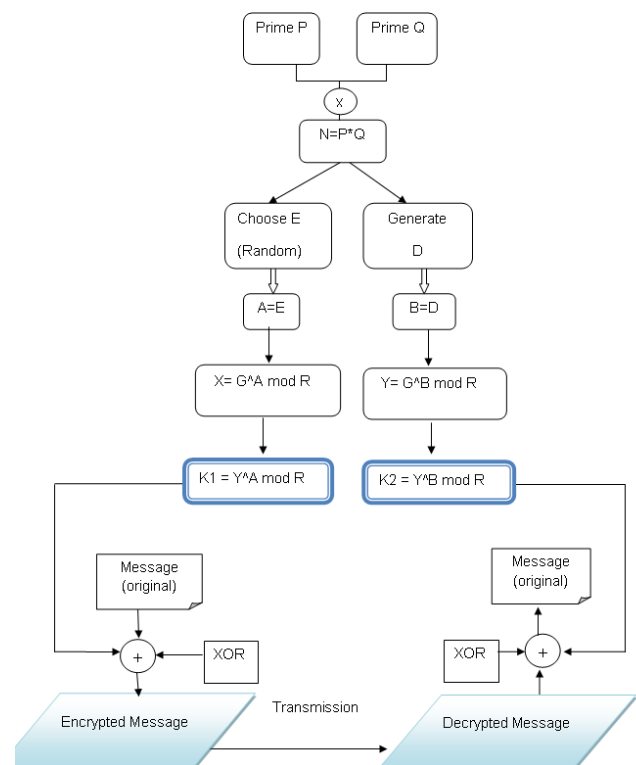 Prime P
Prime Q
X
N=P*Q
Choose E
(Random)
Generate
D
A=E
B=D
X= G^A mod R
Y= G^B mod R
K1 = Y^A mod R
K2 = Y^B mod R
Message
(original)
Message
(original)
+
XOR
XOR
+
Encrypted Message
Transmission
Decrypted Message